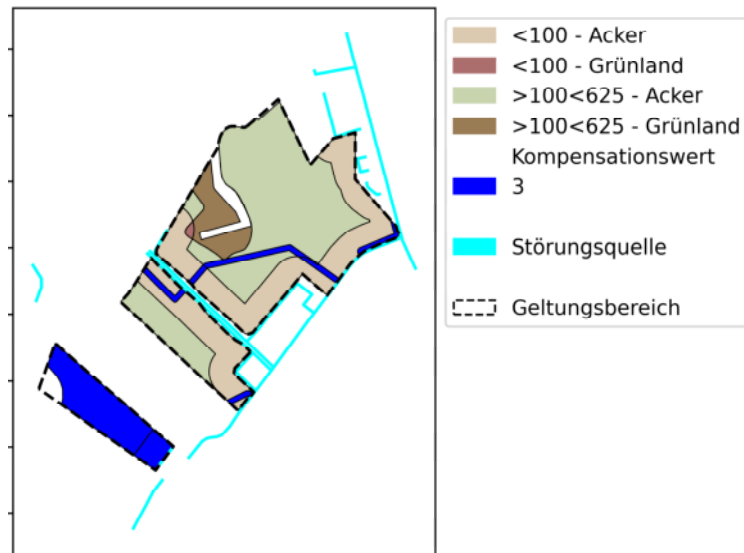 <100 - Acker
<100 - Grünland
>100<625 - Acker
>100<625 - Grünland
Kompensationswert
3
Störungsquelle
Geltungsbereich